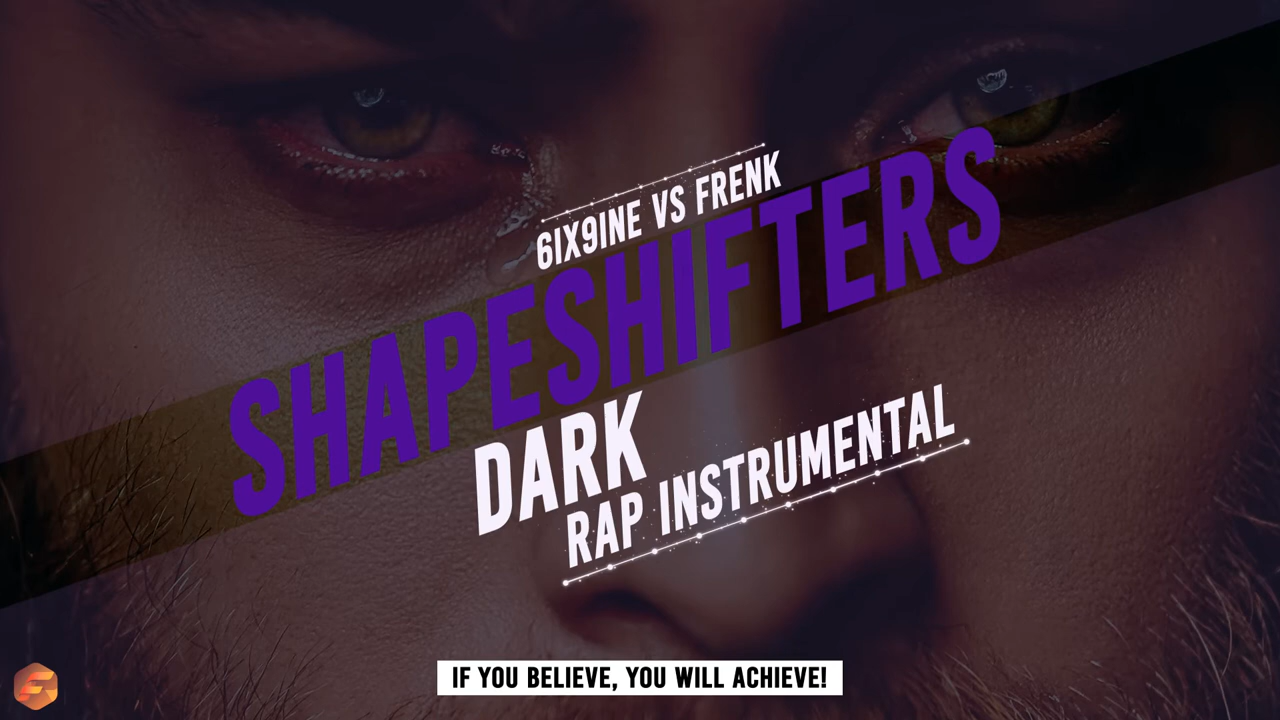 6IX9INE VS FRENK
SHAPESHIFTERS
DARK
RAP INSTRUMENTAL
IF YOU BELIEVE, YOU WILL ACHIEVE!